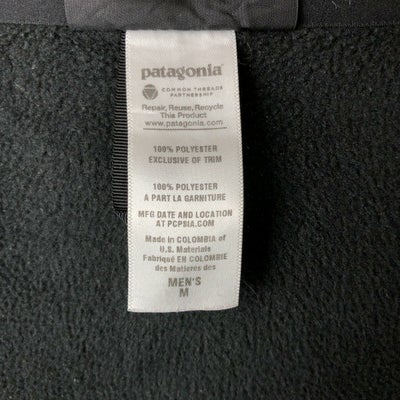 patagonia
COMMON THREADS
PARTNERSHIP
Repair, Reuse, Recycle
This Product
www.patagonia.com
100% POLYESTER
EXCLUSIVE OF TRIM
100% POLYESTER
A PART LA GARNITURE
MFG DATE AND LOCATION
AT PCPSIA.COM
Made in COLOMBIA of
U.S. Materials
Fabriqué EN COLOMBIE
des Matieres des
MEN'S
M